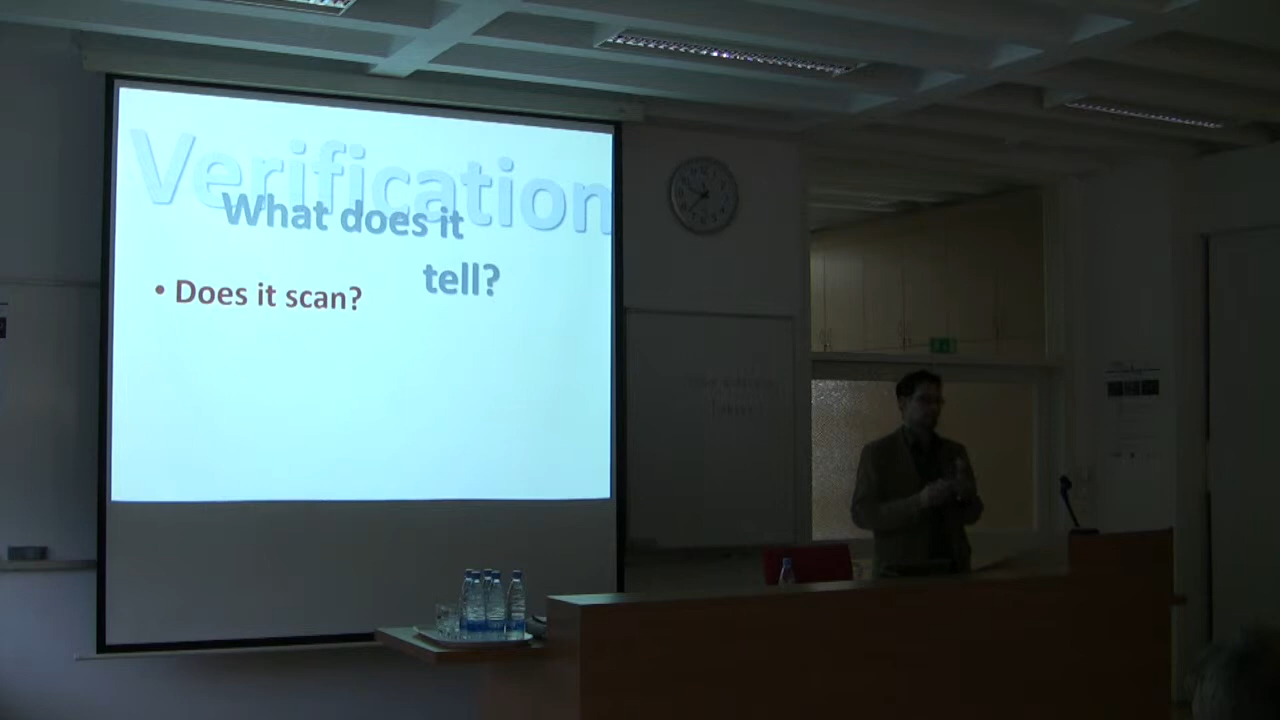 Verification
What does it
tell?
• Does it scan?